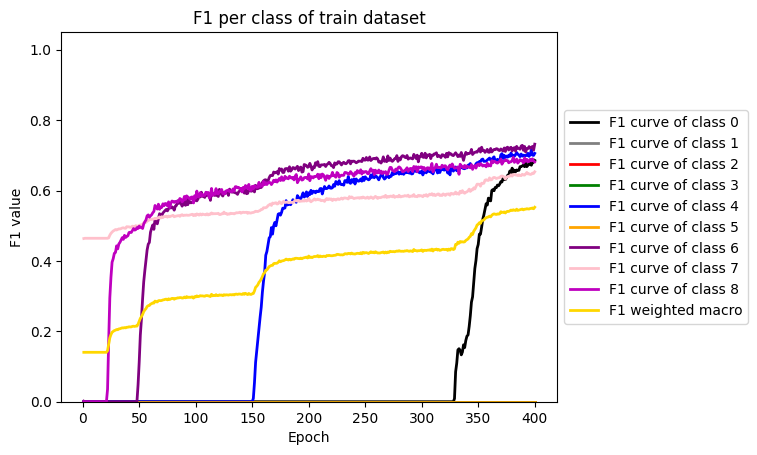 F1 per class of train dataset
F1 value
1.0
0.8
0.6
0.4
0.2
0.0
0 50 100 150 200 250 300 350 400
Epoch
F1 curve of class 0
F1 curve of class 1
F1 curve of class 2
F1 curve of class 3
F1 curve of class 4
F1 curve of class 5
F1 curve of class 6
F1 curve of class 7
F1 curve of class 8
F1 weighted macro